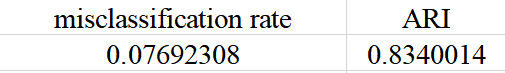 misclassification rate ARI
0.07692308 0.8340014